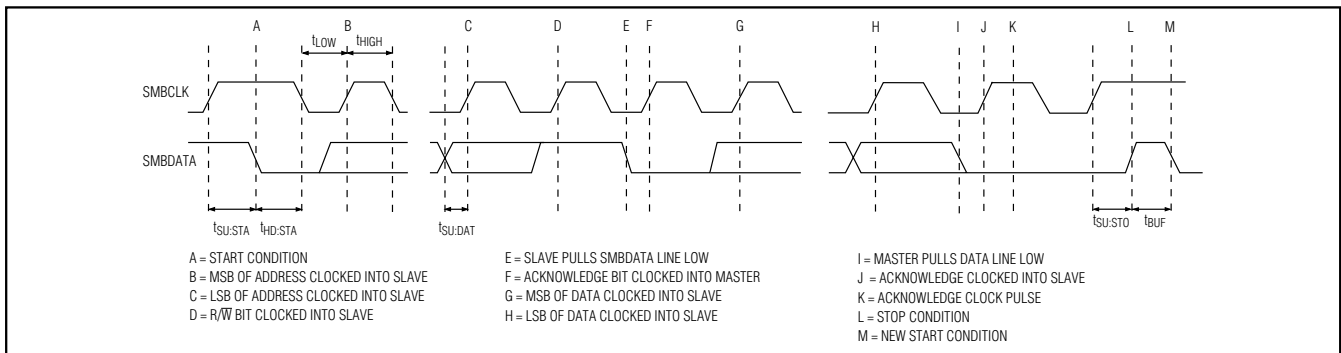 A B C D E F G H I J K L M
tLOW tHIGH
SMBCLK
SMBDATA
tSU:STA tHD:STA tSU:DAT tSU:STO tBUF
A = START CONDITION
B = MSB OF ADDRESS CLOCKED INTO SLAVE
C = LSB OF ADDRESS CLOCKED INTO SLAVE
D = R/W̅ BIT CLOCKED INTO SLAVE
E = SLAVE PULLS SMBDATA LINE LOW
F = ACKNOWLEDGE BIT CLOCKED INTO MASTER
G = MSB OF DATA CLOCKED INTO SLAVE
H = LSB OF DATA CLOCKED INTO SLAVE
I = MASTER PULLS DATA LINE LOW
J = ACKNOWLEDGE CLOCKED INTO SLAVE
K = ACKNOWLEDGE CLOCK PULSE
L = STOP CONDITION
M = NEW START CONDITION